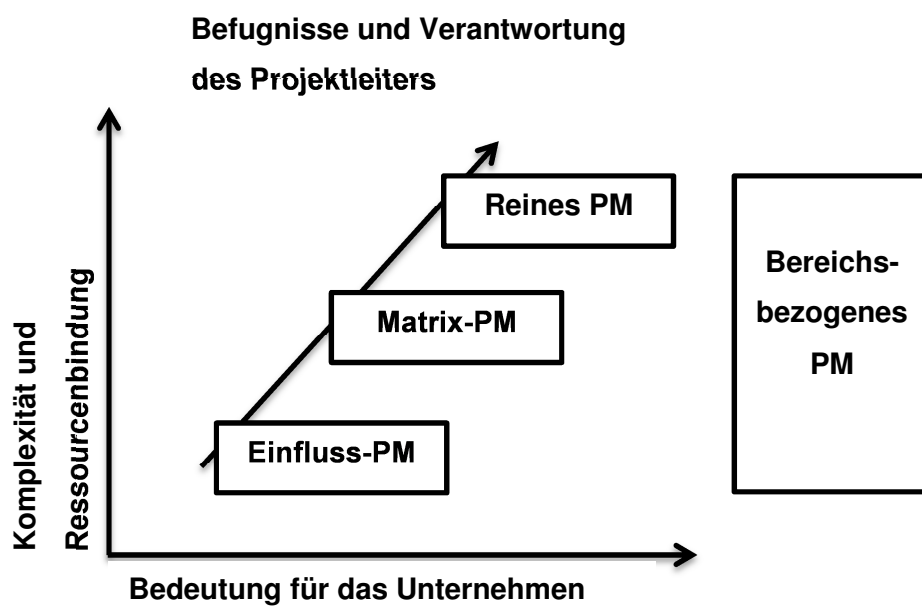 Befugnisse und Verantwortung
des Projektleiters
Reines PM
Matrix-PM
Einfluss-PM
Bereichs-
bezogenes
PM
Komplexität und
Ressourcenbindung
Bedeutung für das Unternehmen